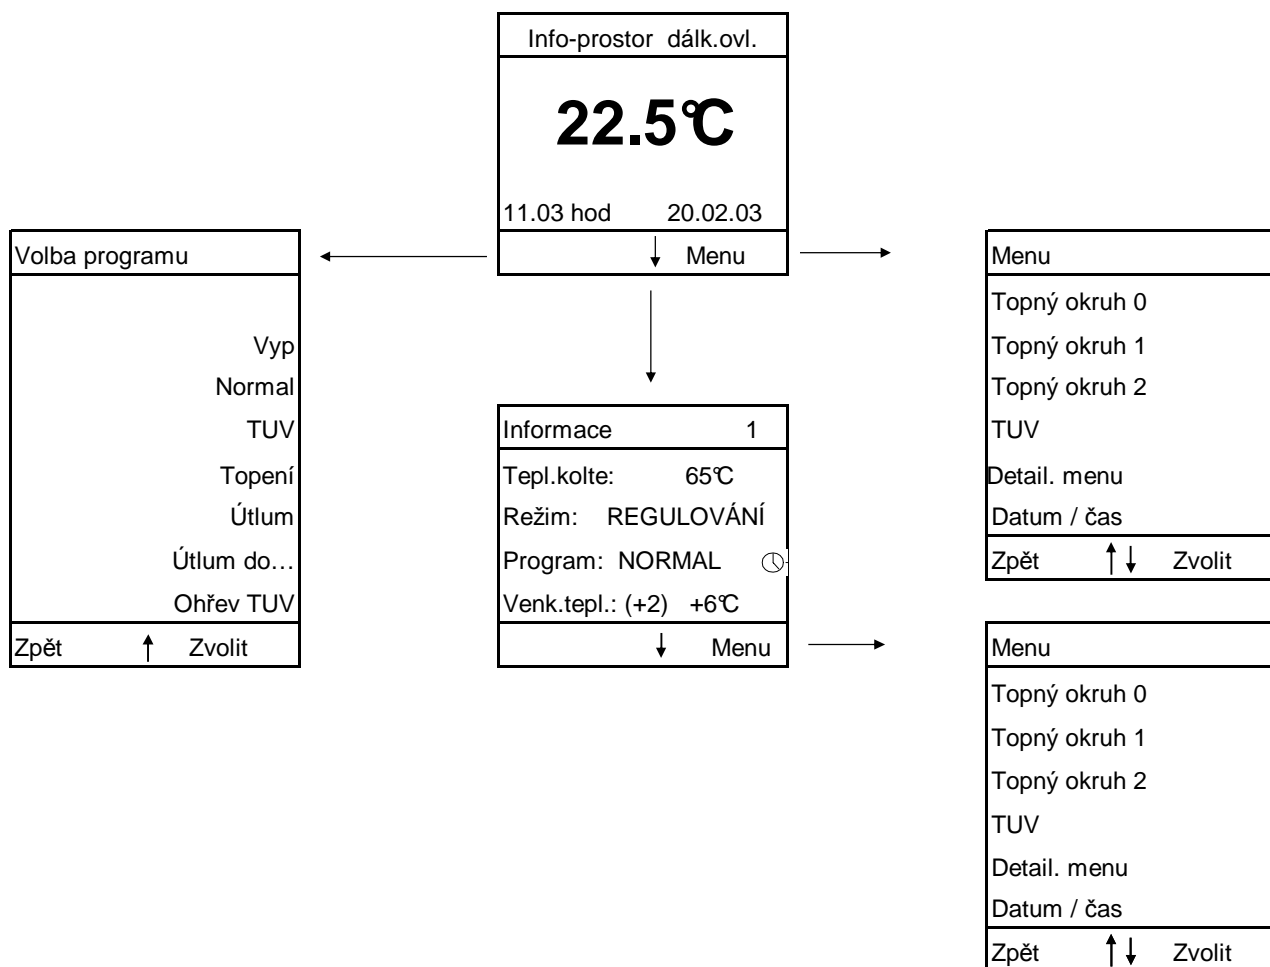 Info-prostor dálk.ovl.
22.5°C
11.03 hod 20.02.03
Menu
Volba programu
Vyp
Normal
TUV
Topení
Útlum
Útlum do...
Ohřev TUV
Zpět ↑ Zvolit
Informace 1
Tepl.kolte: 65°C
Režim: REGULOVÁNÍ
Program: NORMAL
Venk.tepl.: (+2) +6°C
↓ Menu
Menu
Topný okruh 0
Topný okruh 1
Topný okruh 2
TUV
Detail. menu
Datum / čas
Zpět ↑↓ Zvolit
Menu
Topný okruh 0
Topný okruh 1
Topný okruh 2
TUV
Detail. menu
Datum / čas
Zpět ↑↓ Zvolit